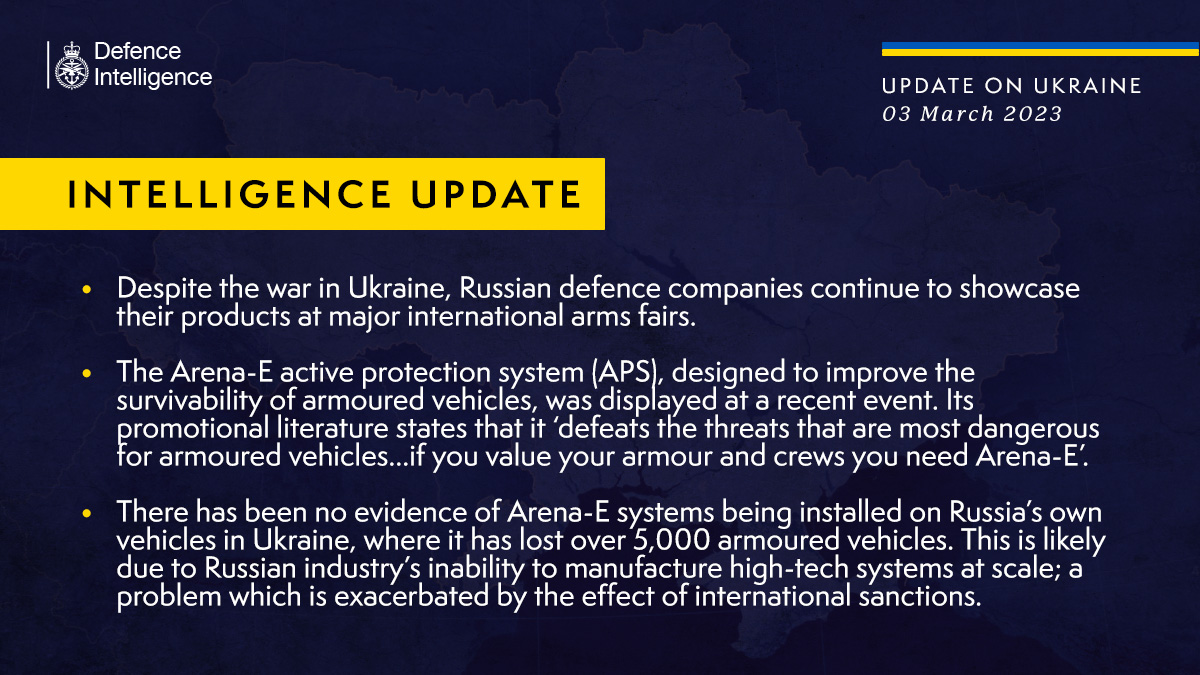 Defence
Intelligence
UPDATE ON UKRAINE
03 March 2023
INTELLIGENCE UPDATE
• Despite the war in Ukraine, Russian defence companies continue to showcase
their products at major international arms fairs.
• The Arena-E active protection system (APS), designed to improve the
survivability of armoured vehicles, was displayed at a recent event. Its
promotional literature states that it ‘defeats the threats that are most dangerous
for armoured vehicles...if you value your armour and crews you need Arena-E’.
• There has been no evidence of Arena-E systems being installed on Russia’s own
vehicles in Ukraine, where it has lost over 5,000 armoured vehicles. This is likely
due to Russian industry’s inability to manufacture high-tech systems at scale; a
problem which is exacerbated by the effect of international sanctions.